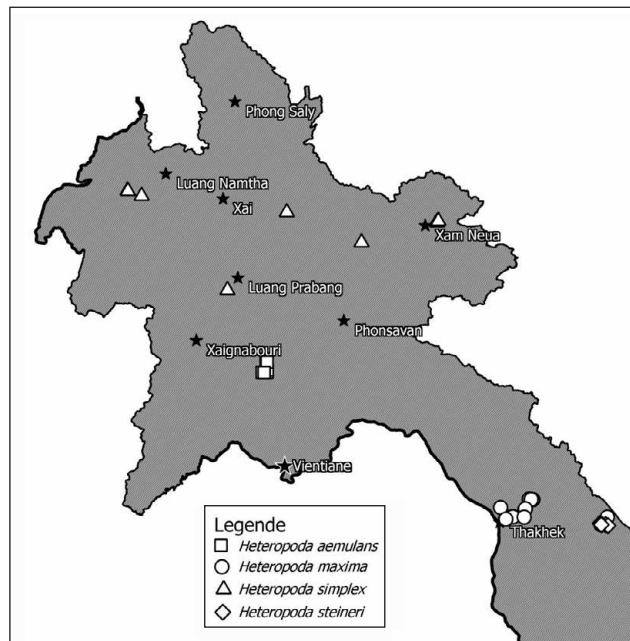 Phong Saly
Luang Namtha
Xai
Xam Neua
Luang Prabang
Phonsavan
Xaignabouri
Vientiane
Thakhek
Legende
Heteropoda aemulans
Heteropoda maxima
Heteropoda simplex
Heteropoda steineri